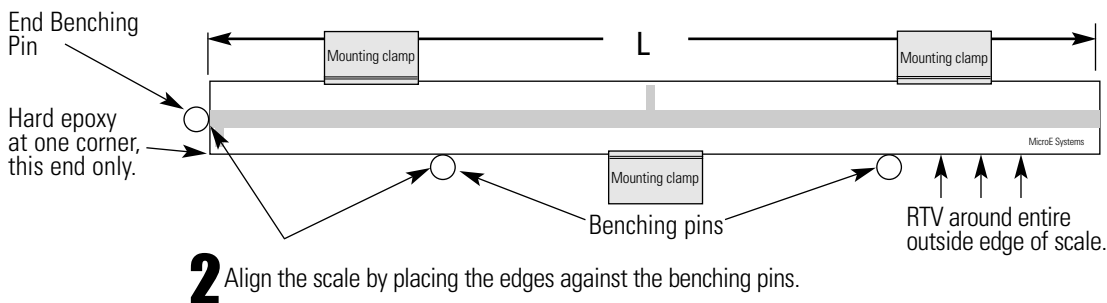 End Benching
Pin
L
Mounting clamp
Mounting clamp
Hard epoxy
at one corner,
this end only.
MicroE Systems
Mounting clamp
Benching pins
RTV around entire
outside edge of scale.
2 Align the scale by placing the edges against the benching pins.